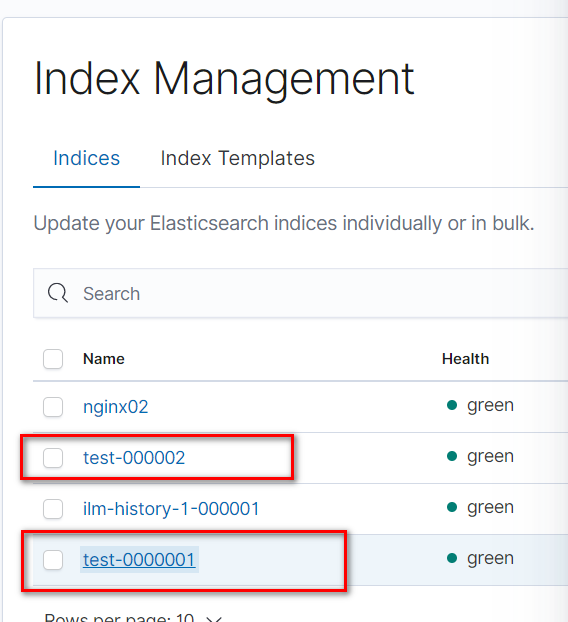 Index Management
Indices Index Templates
Update your Elasticsearch indices individually or in bulk.
Search
Name Health
nginx02 green
test-000002 green
ilm-history-1-000001 green
test-0000001 green
Rows per page: 10